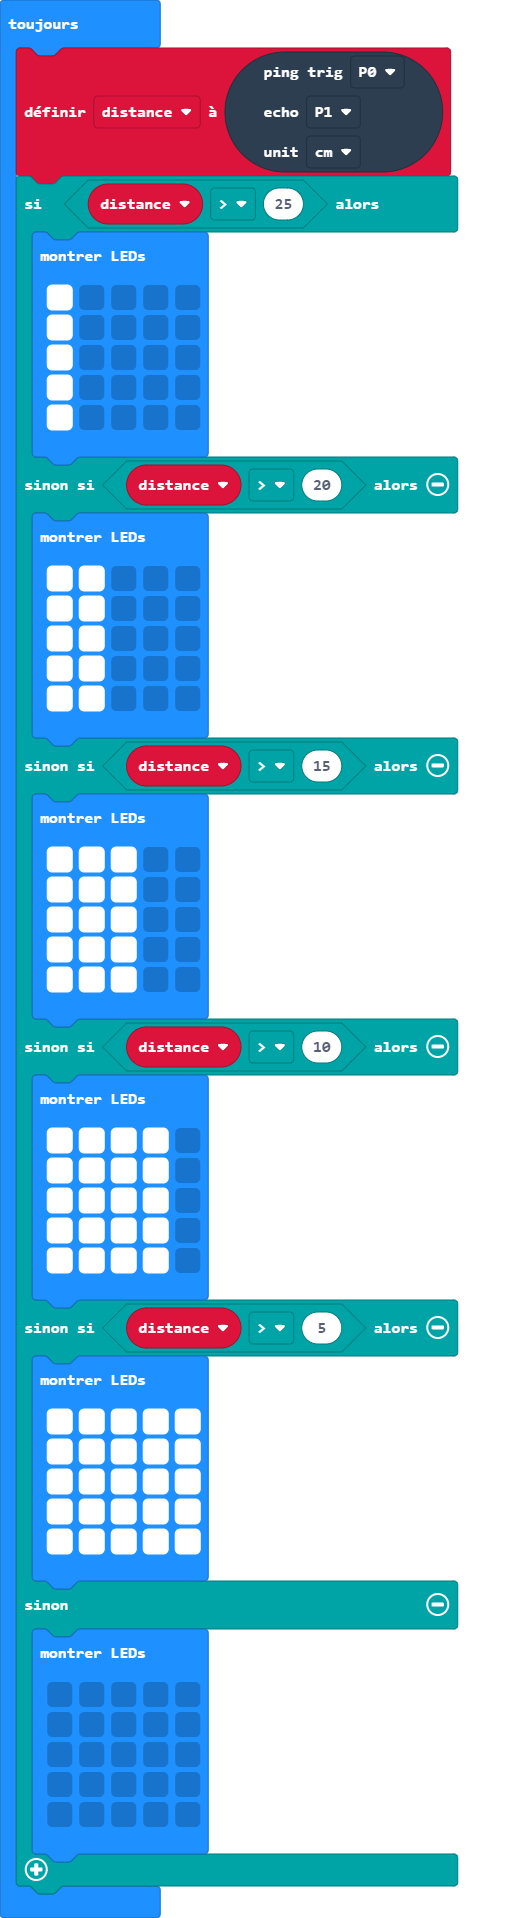 toujours
définir distance à ping trig P0
echo P1
unit cm
si distance > 25 alors
montrer LEDs
sinon si distance > 20 alors
montrer LEDs
sinon si distance > 15 alors
montrer LEDs
sinon si distance > 10 alors
montrer LEDs
sinon si distance > 5 alors
montrer LEDs
sinon
montrer LEDs